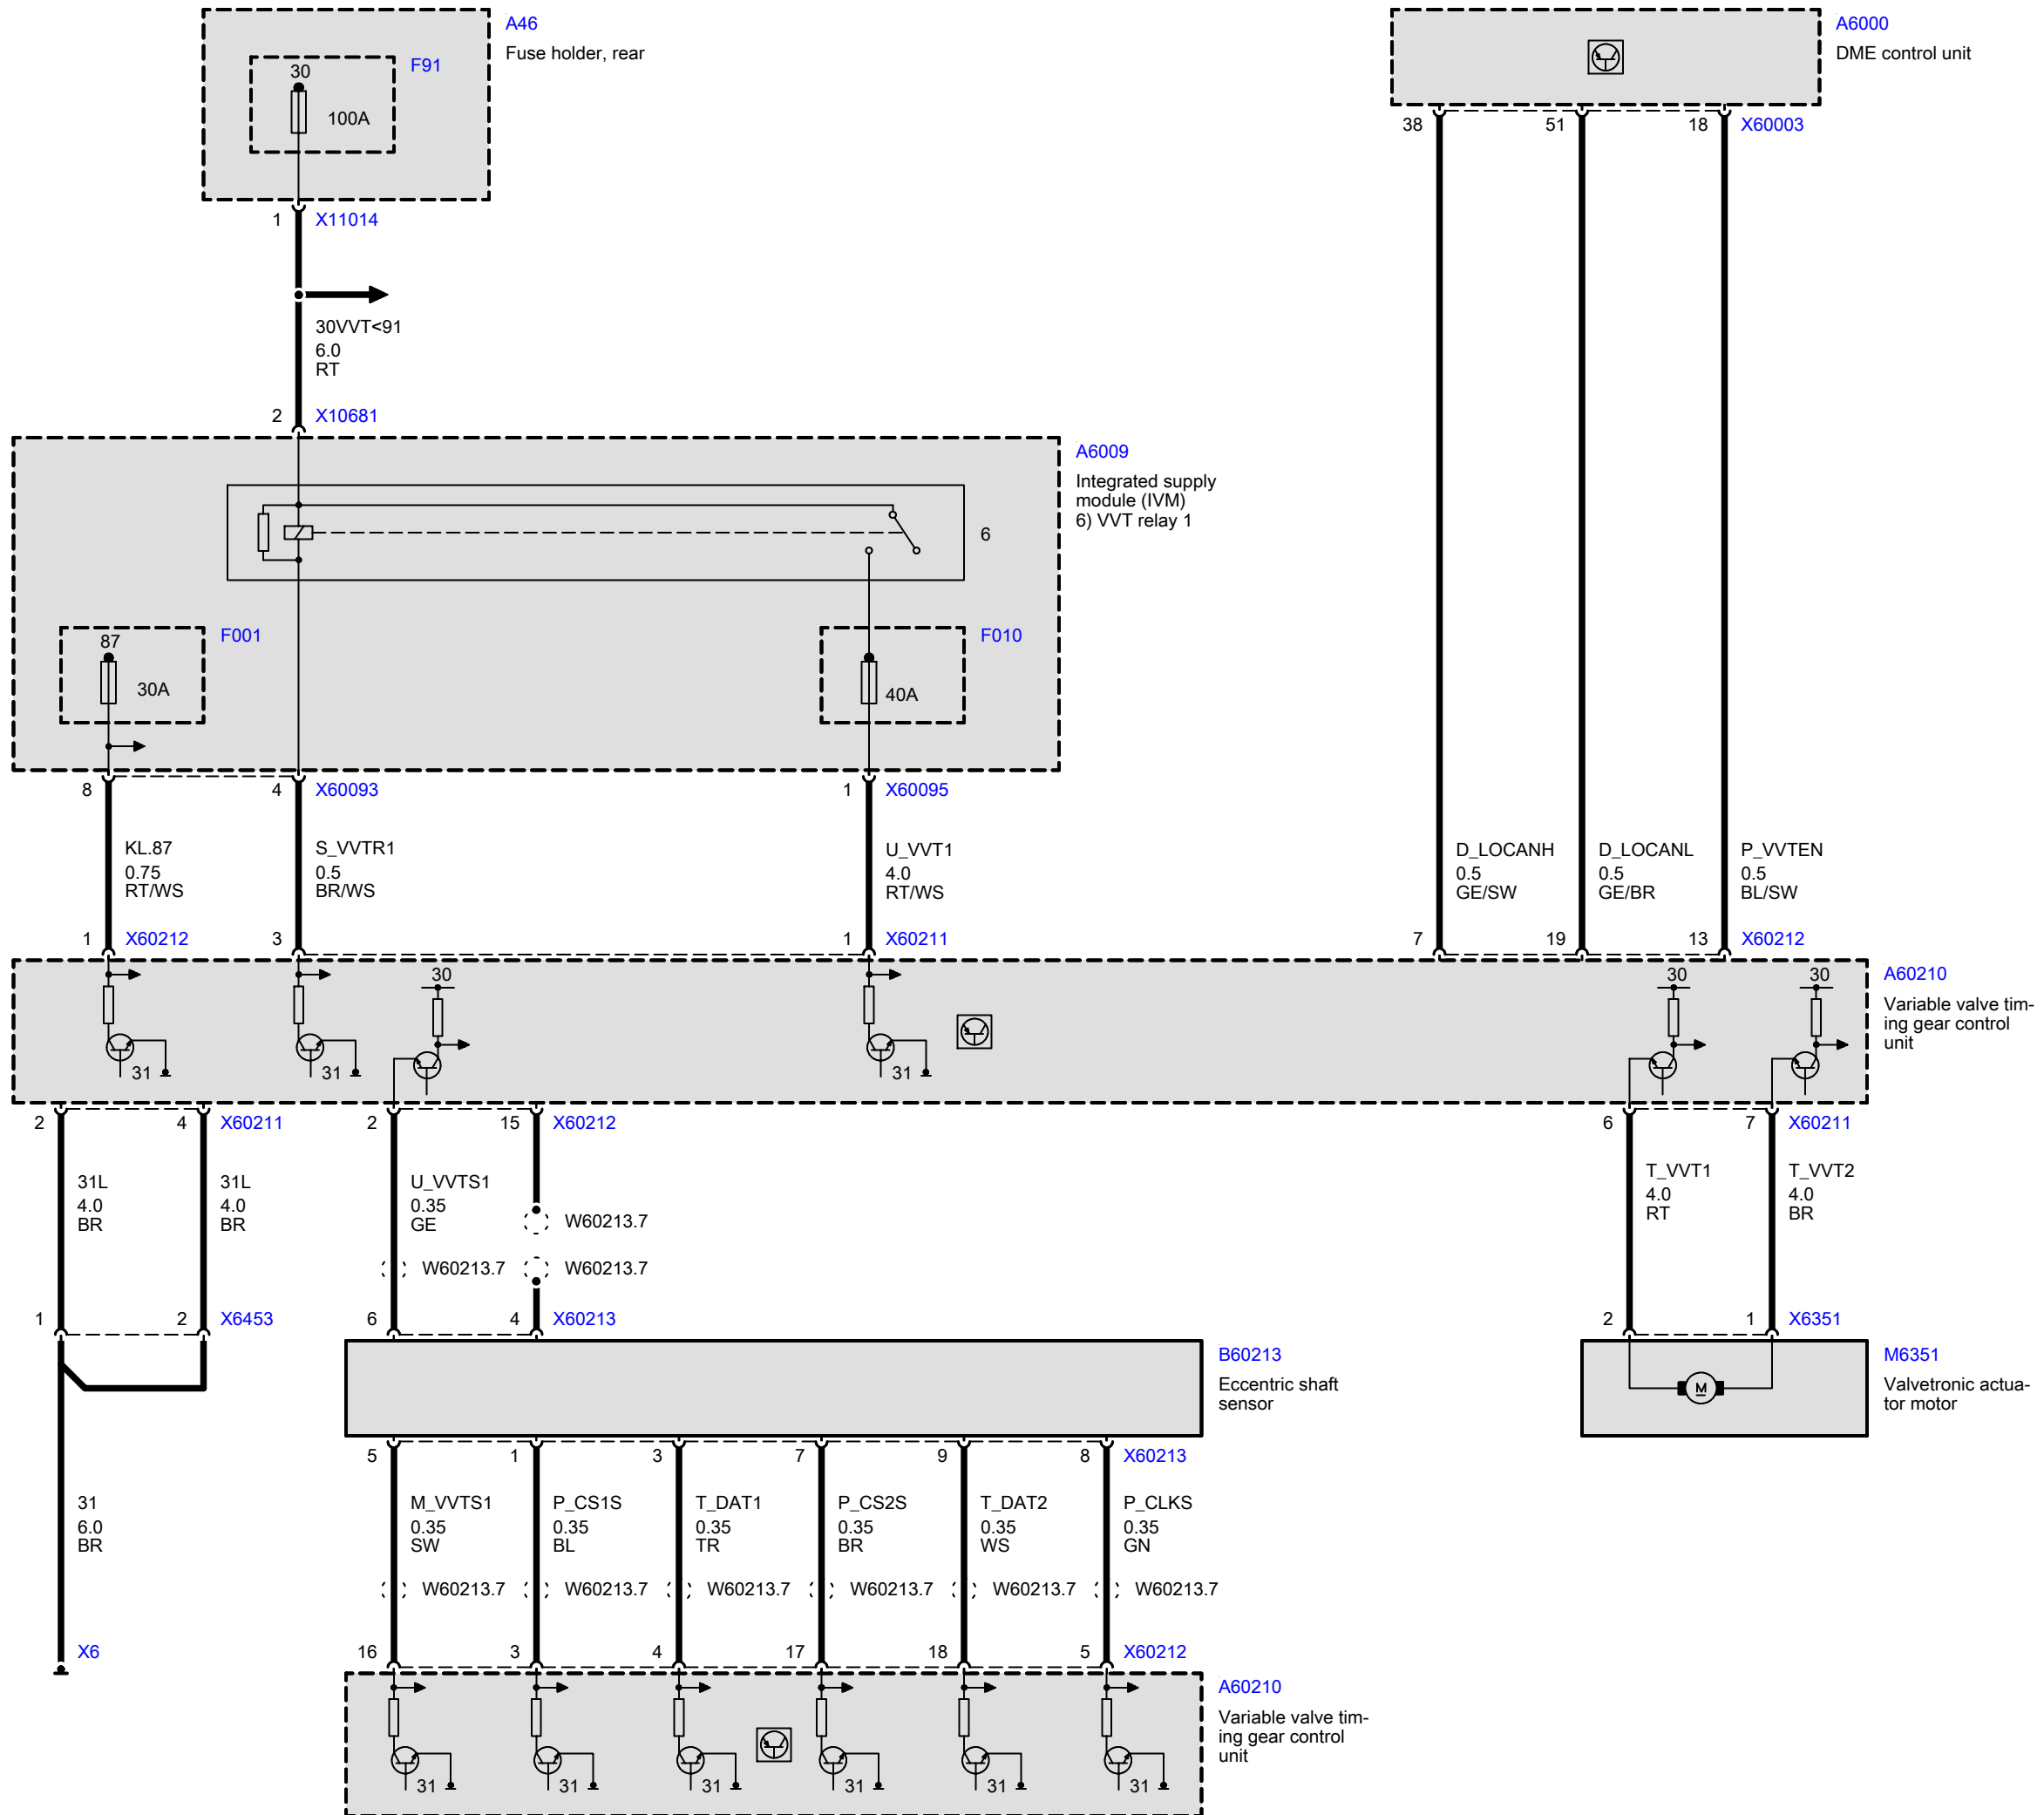 A46
Fuse holder, rear
F91
30
100A
1 X11014
30VVT<91
6.0
RT
2 X10681
A6000
DME control unit
38 51 18 X60003
A6009
Integrated supply
module (IVM)
6) VVT relay 1
6
F001
87
30A
F010
40A
8 4 X60093 1 X60095
KL.87
0.75
RT/WS
S_VVTR1
0.5
BR/WS
U_VVT1
4.0
RT/WS
D_LOCANH
0.5
GE/SW
D_LOCANL
0.5
GE/BR
P_VVTEN
0.5
BL/SW
1 X60212 3 1 X60211 7 19 13 X60212
30 30 30
31 31 31
A60210
Variable valve tim-
ing gear control
unit
2 4 X60211 2 15 X60212 6 7 X60211
31L
4.0
BR
31L
4.0
BR
U_VVTS1
0.35
GE
W60213.7
W60213.7 W60213.7
T_VVT1
4.0
RT
T_VVT2
4.0
BR
1 2 X6453 6 4 X60213 2 1 X6351
B60213
Eccentric shaft
sensor
M
M6351
Valvetronic actua-
tor motor
5 1 3 7 9 8 X60213
31
6.0
BR
M_VVTS1
0.35
SW
P_CS1S
0.35
BL
T_DAT1
0.35
TR
P_CS2S
0.35
BR
T_DAT2
0.35
WS
P_CLKS
0.35
GN
W60213.7 W60213.7 W60213.7 W60213.7 W60213.7 W60213.7
X6 16 3 4 17 18 5 X60212
A60210
Variable valve tim-
ing gear control
unit
31 31 31 31 31 31